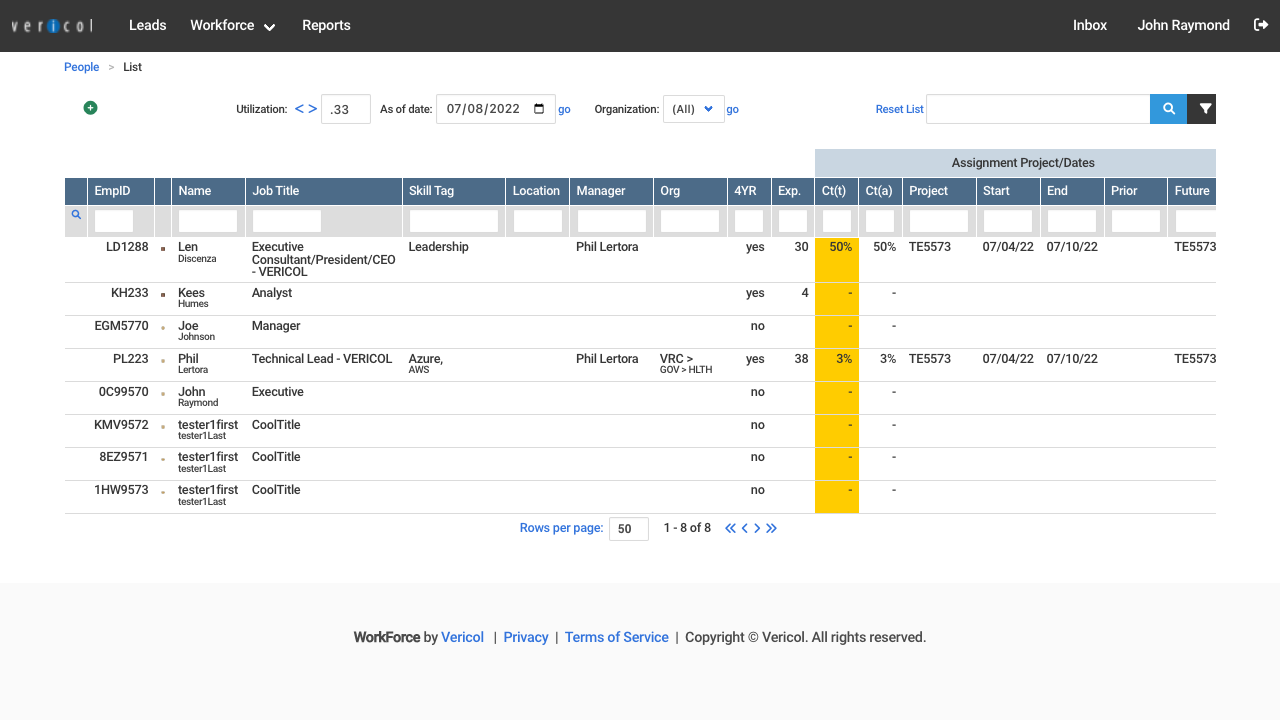 vericol Leads Workforce Reports Inbox John Raymond
People > List
Utilization: < > .33 As of date: 07/08/2022 go Organization: (All) go Reset List
Assignment Project/Dates
EmpID Name Job Title Skill Tag Location Manager Org 4YR Exp. Ct(t) Ct(a) Project Start End Prior Future
LD1288 Len Executive Leadership Phil Lertora yes 30 50% 50% TE5573 07/04/22 07/10/22 TE5573
Discenza Consultant/President/CEO
- VERICOL
KH233 Kees Analyst yes 4 - -
Humes
EGM5770 Joe Manager no - -
Johnson
PL223 Phil Technical Lead - VERICOL Azure, Phil Lertora VRC > yes 38 3% 3% TE5573 07/04/22 07/10/22 TE5573
Lertora AWS GOV > HLTH
0C99570 John Executive no - -
Raymond
KMV9572 tester1first CoolTitle no - -
tester1Last
8EZ9571 tester1first CoolTitle no - -
tester1Last
1HW9573 tester1first CoolTitle no - -
tester1Last
Rows per page: 50 1 - 8 of 8
WorkForce by Vericol | Privacy | Terms of Service | Copyright © Vericol. All rights reserved.